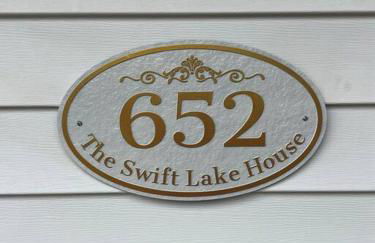 652
The Swift Lake House